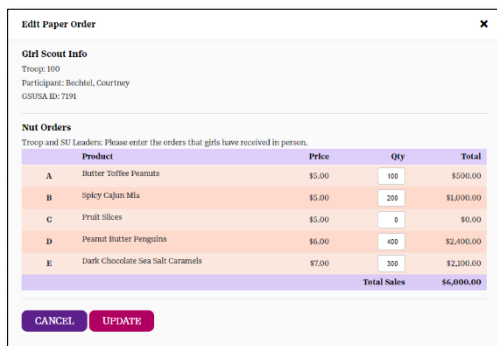 Edit Paper Order ×
Girl Scout Info
Troop: 100
Participant: Bechtel, Courtney
GSUSA ID: 7191
Nut Orders
Troop and SU Leaders: Please enter the orders that girls have received in person.
Product Price Qty Total
A Butter Toffee Peanuts $5.00 100 $500.00
B Spicy Cajun Mix $5.00 200 $1,000.00
C Fruit Slices $5.00 0 $0.00
D Peanut Butter Penguins $6.00 400 $2,400.00
E Dark Chocolate Sea Salt Caramels $7.00 300 $2,100.00
Total Sales $6,000.00
CANCEL UPDATE